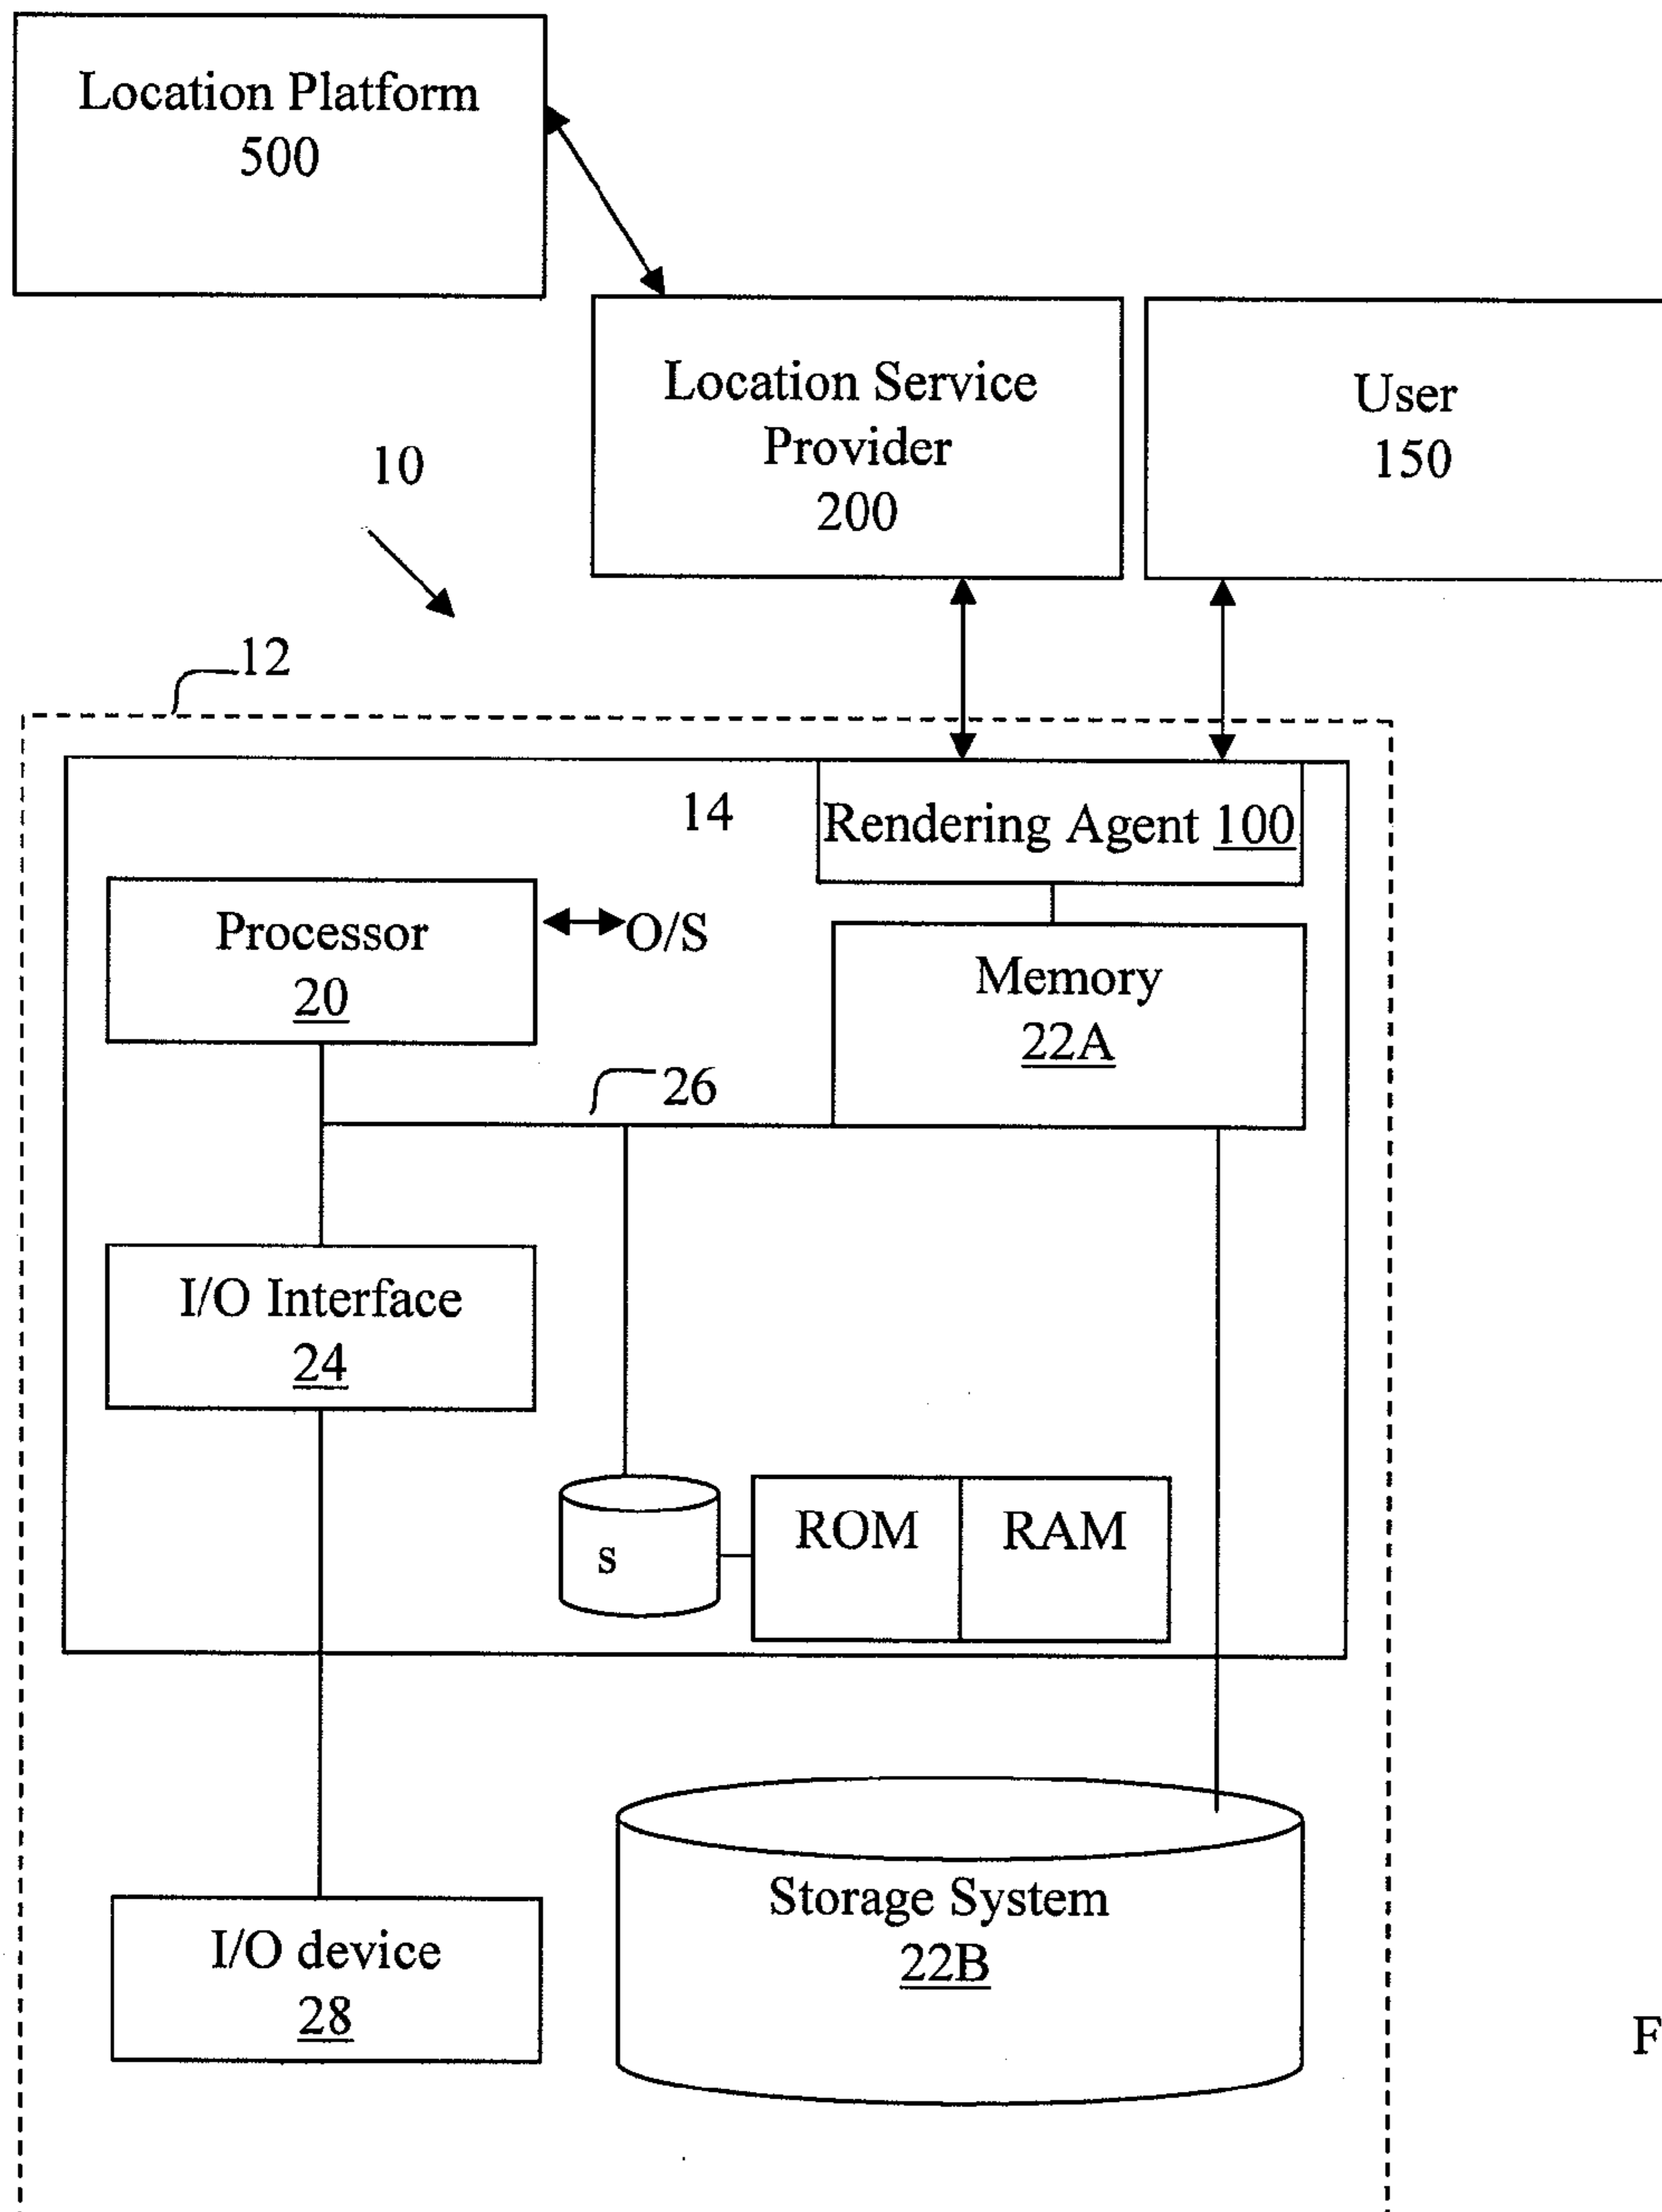 Location Platform
500
Location Service
Provider
200
User
150
10
12
14
Rendering Agent 100
Processor
20
O/S
Memory
22A
26
I/O Interface
24
s
ROM
RAM
Storage System
22B
I/O device
28
F